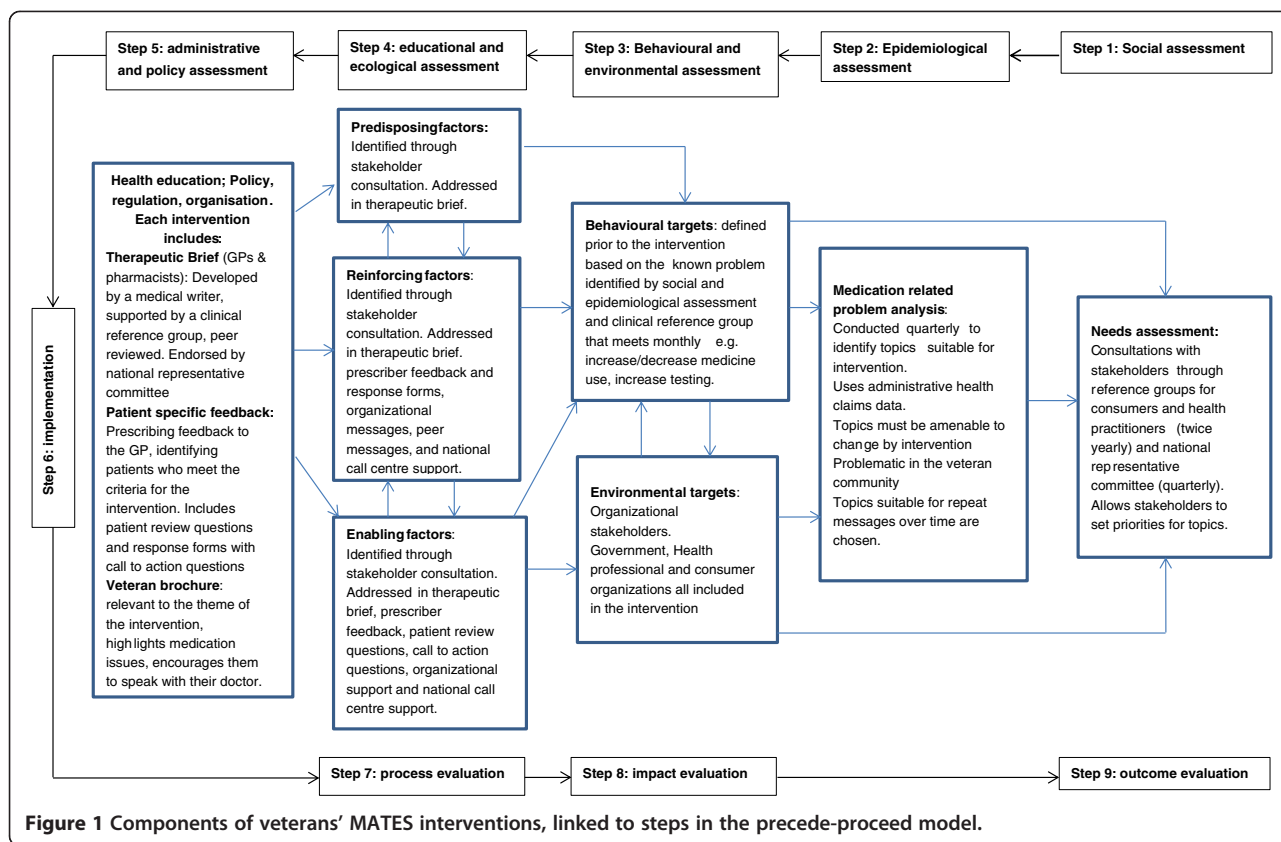 Step 5: administrative
and policy assessment
Step 4: educational and
ecological assessment
Step 3: Behavioural and
environmental assessment
Step 2: Epidemiological
assessment
Step 1: Social assessment
Predisposing factors:
Identified through
stakeholder
consultation. Addressed
in therapeutic brief.
Health education; Policy,
regulation, organisation.
Each intervention
includes:
Therapeutic Brief (GPs &
pharmacists): Developed
by a medical writer,
supported by a clinical
reference group, peer
reviewed. Endorsed by
national representative
committee
Patient specific feedback:
Prescribing feedback to
the GP, identifying
patients who meet the
criteria for the
intervention. Includes
patient review questions
and response forms with
call to action questions
Veteran brochure:
relevant to the theme of
the intervention,
highlights medication
issues, encourages them
to speak with their doctor.
Reinforcing factors:
Identified through
stakeholder
consultation. Addressed
in therapeutic brief.
prescriber feedback and
response forms,
organizational
messages, peer
messages, and national
call centre support.
Enabling factors:
Identified through
stakeholder consultation.
Addressed in therapeutic
brief, prescriber
feedback, patient review
questions, call to action
questions, organizational
support and national call
centre support.
Behavioural targets: defined
prior to the intervention
based on the known problem
identified by social and
epidemiological assessment
and clinical reference group
that meets monthly e.g.
increase/decrease medicine
use, increase testing.
Environmental targets:
Organizational
stakeholders.
Government, Health
professional and consumer
organizations all included
in the intervention
Medication related
problem analysis:
Conducted quarterly to
identify topics suitable for
intervention.
Uses administrative health
claims data.
Topics must be amenable to
change by intervention
Problematic in the veteran
community
Topics suitable for repeat
messages over time are
chosen.
Needs assessment:
Consultations with
stakeholders through
reference groups for
consumers and health
practitioners (twice
yearly) and national
representative
committee (quarterly).
Allows stakeholders to
set priorities for topics.
Step 6: implementation
Step 7: process evaluation
Step 8: impact evaluation
Step 9: outcome evaluation
Figure 1 Components of veterans' MATES interventions, linked to steps in the precede-proceed model.